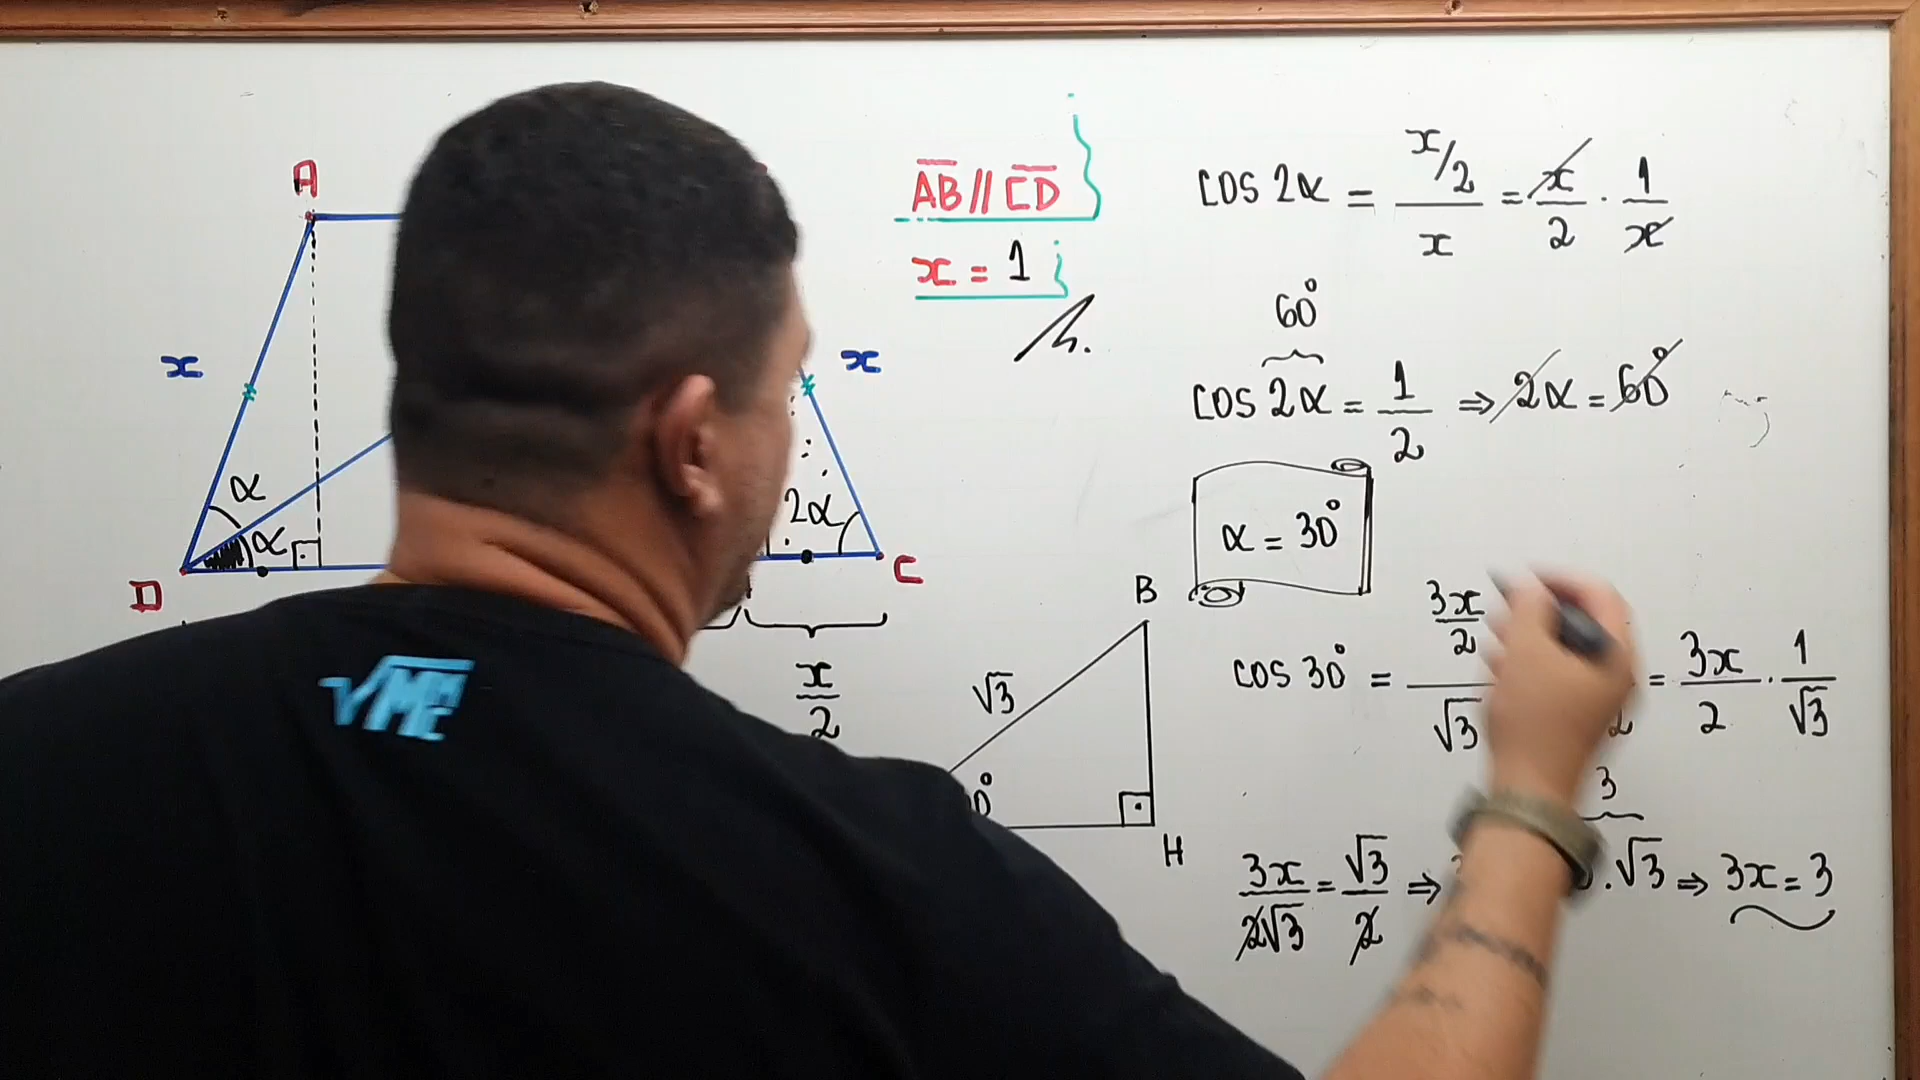 A
x
α
α
D
x
2α
C
x/2
AB // CD
x = 1
√3
B
H
cos 2α = x/2 / x = x/2 · 1/x
60°
cos 2α = 1/2 ⇒ 2α = 60°
α = 30°
cos 30° = 3x/2 / √3 = 3x/2 · 1/√3
3
3x/2√3 = √3/2 ⇒ . √3 ⇒ 3x = 3